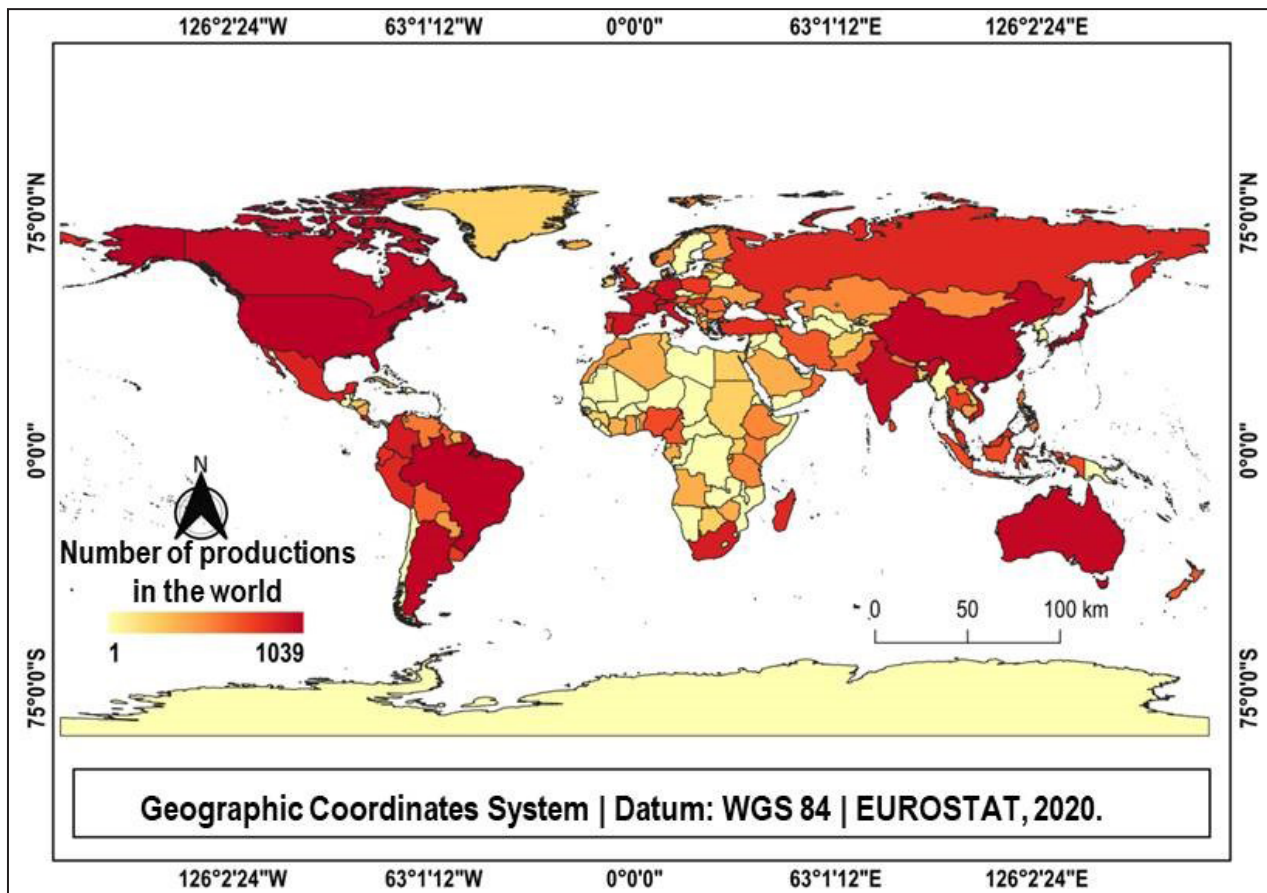 126°2'24"W 63°1'12"W 0°0'0" 63°1'12"E 126°2'24"E
75°0'0"N
75°0'0"N
0°0'0"
0°0'0"
N
Number of productions
in the world
1 1039
0 50 100 km
75°0'0"S
75°0'0"S
Geographic Coordinates System | Datum: WGS 84 | EUROSTAT, 2020.
126°2'24"W 63°1'12"W 0°0'0" 63°1'12"E 126°2'24"E